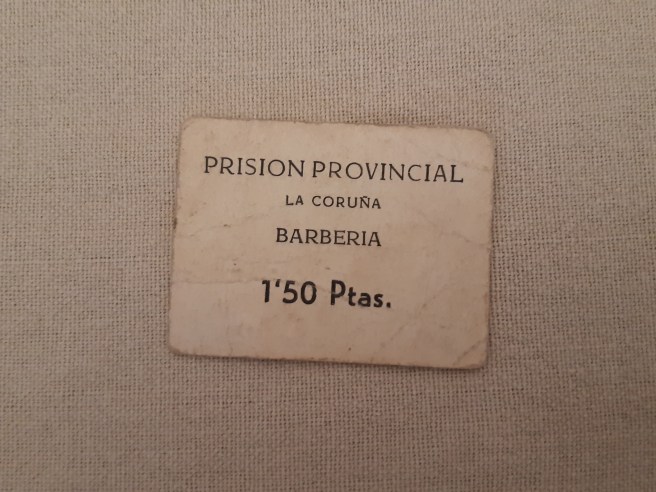 PRISION PROVINCIAL
LA CORUÑA
BARBERIA
1'50 Ptas.